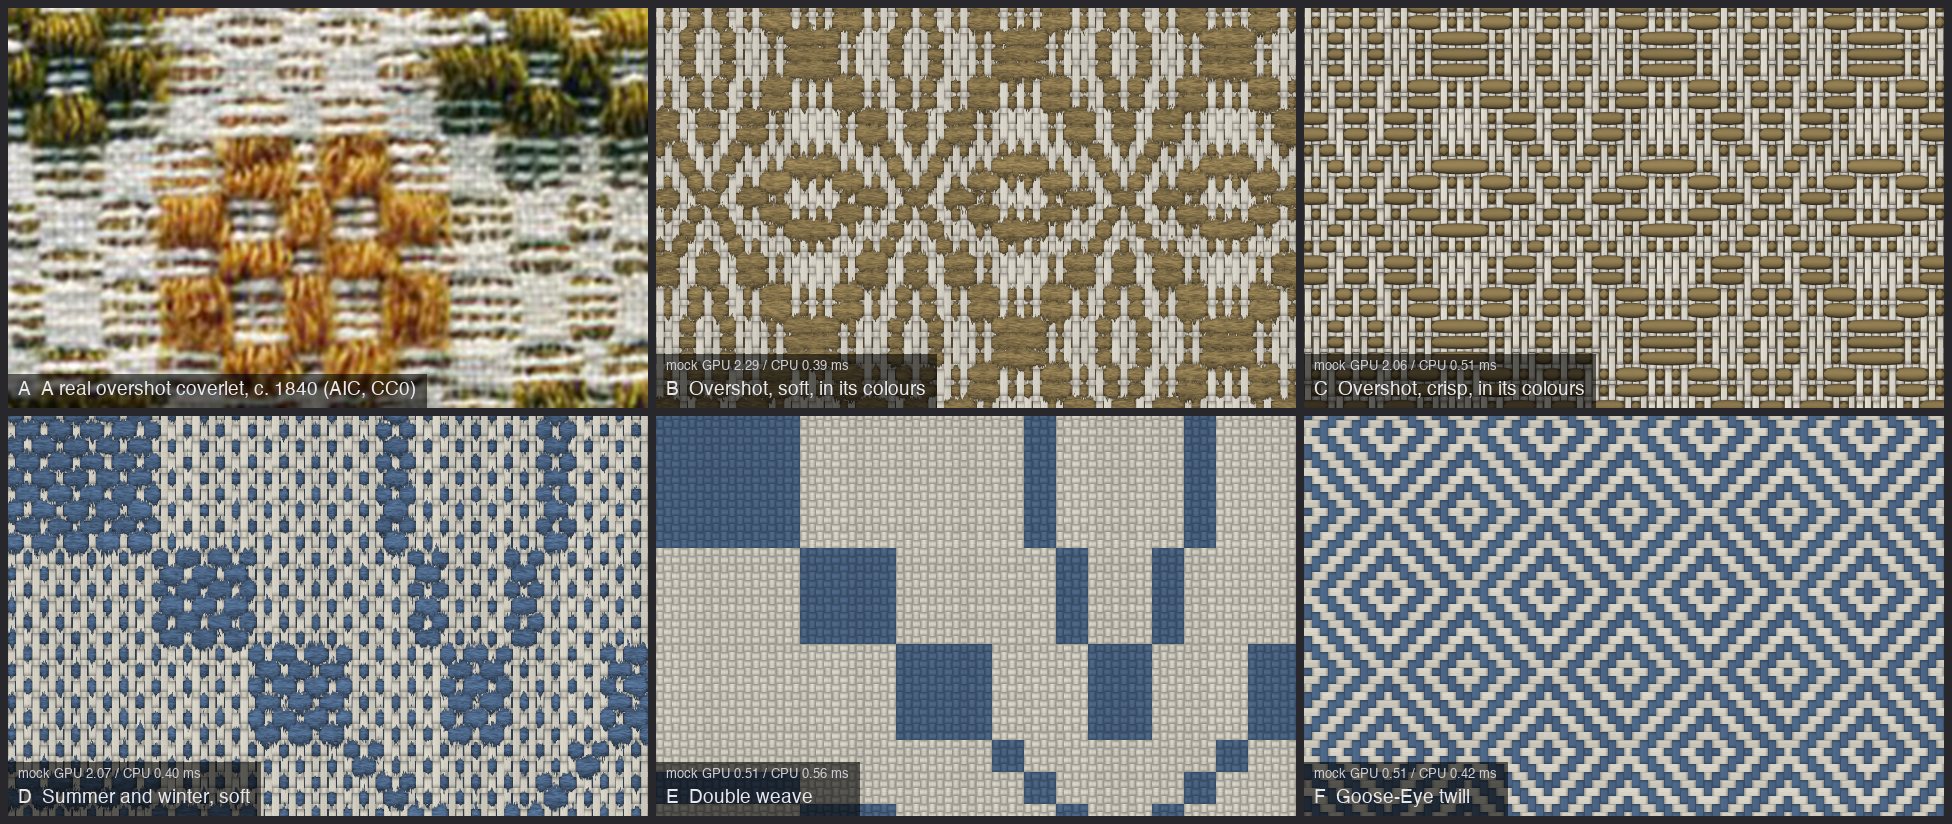 A A real overshot coverlet, c. 1840 (AIC, CC0)
mock GPU 2.29 / CPU 0.39 ms
B Overshot, soft, in its colours
mock GPU 2.06 / CPU 0.51 ms
C Overshot, crisp, in its colours
mock GPU 2.07 / CPU 0.40 ms
D Summer and winter, soft
mock GPU 0.51 / CPU 0.56 ms
E Double weave
mock GPU 0.51 / CPU 0.42 ms
F Goose-Eye twill